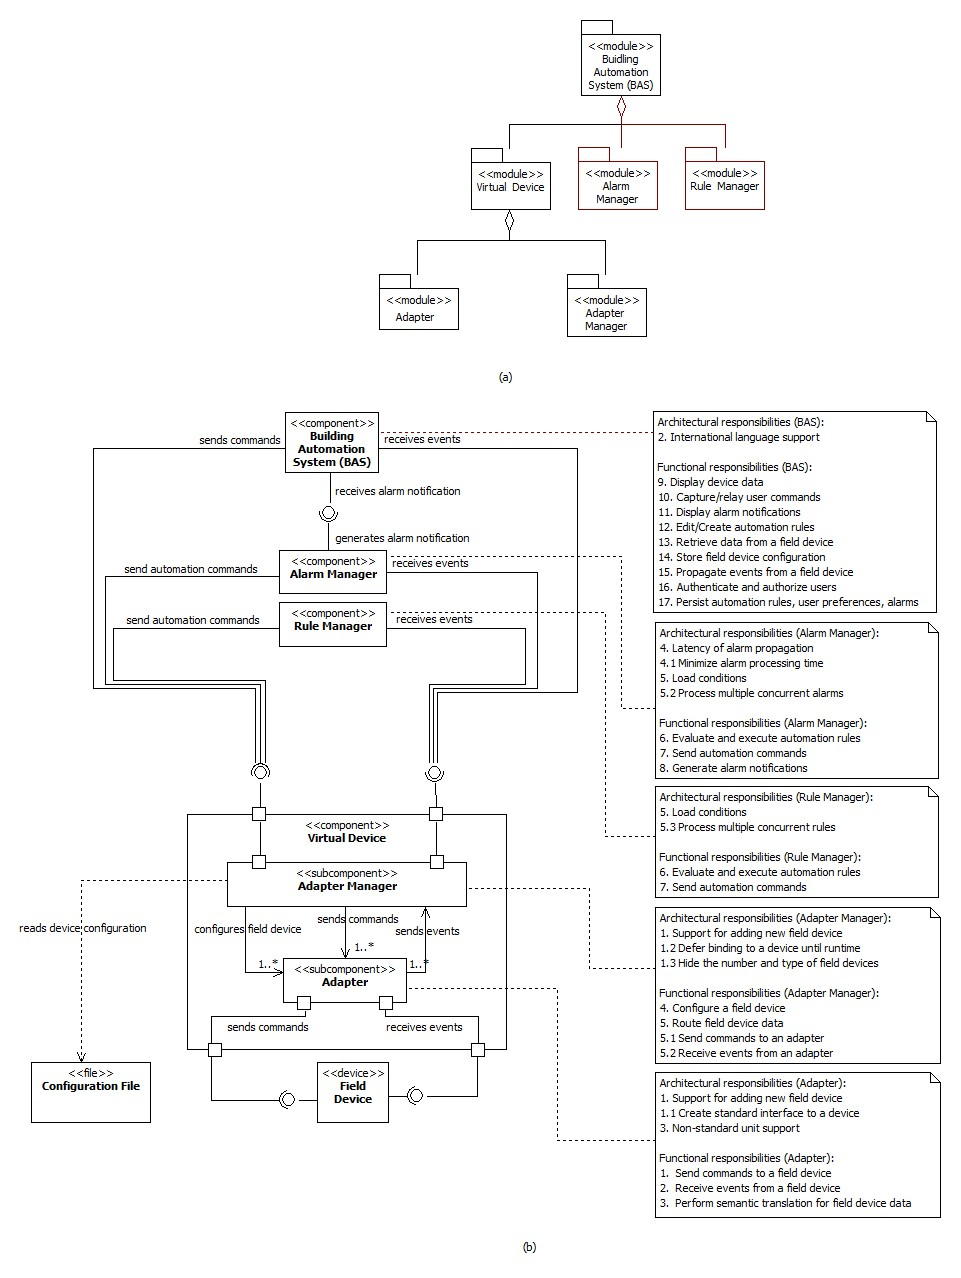 <<module>>
Buidling
Automation
System (BAS)
<<module>>
Virtual Device
<<module>>
Alarm
Manager
<<module>>
Rule Manager
<<module>>
Adapter
<<module>>
Adapter
Manager
(a)
<<component>>
Building
Automation
System (BAS)
sends commands
receives events
receives alarm notification
generates alarm notification
<<component>>
Alarm Manager
send automation commands
receives events
<<component>>
Rule Manager
send automation commands
receives events
<<component>>
Virtual Device
<<subcomponent>>
Adapter Manager
reads device configuration
configures field device
sends commands
sends events
1..*
1..*
1..*
<<subcomponent>>
Adapter
sends commands
receives events
<<file>>
Configuration File
<<device>>
Field
Device
Architectural responsibilities (BAS):
2. International language support
Functional responsibilities (BAS):
9. Display device data
10. Capture/relay user commands
11. Display alarm notifications
12. Edit/Create automation rules
13. Retrieve data from a field device
14. Store field device configuration
15. Propagate events from a field device
16. Authenticate and authorize users
17. Persist automation rules, user preferences, alarms
Architectural responsibilities (Alarm Manager):
4. Latency of alarm propagation
4.1 Minimize alarm processing time
5. Load conditions
5.2 Process multiple concurrent alarms
Functional responsibilities (Alarm Manager):
6. Evaluate and execute automation rules
7. Send automation commands
8. Generate alarm notifications
Architectural responsibilities (Rule Manager):
5. Load conditions
5.3 Process multiple concurrent rules
Functional responsibilities (Rule Manager):
6. Evaluate and execute automation rules
7. Send automation commands
Architectural responsibilities (Adapter Manager):
1. Support for adding new field device
1.2 Defer binding to a device until runtime
1.3 Hide the number and type of field devices
Functional responsibilities (Adapter Manager):
4. Configure a field device
5. Route field device data
5.1 Send commands to an adapter
5.2 Receive events from an adapter
Architectural responsibilities (Adapter):
1. Support for adding new field device
1.1 Create standard interface to a device
3. Non-standard unit support
Functional responsibilities (Adapter):
1. Send commands to a field device
2. Receive events from a field device
3. Perform semantic translation for field device data
(b)